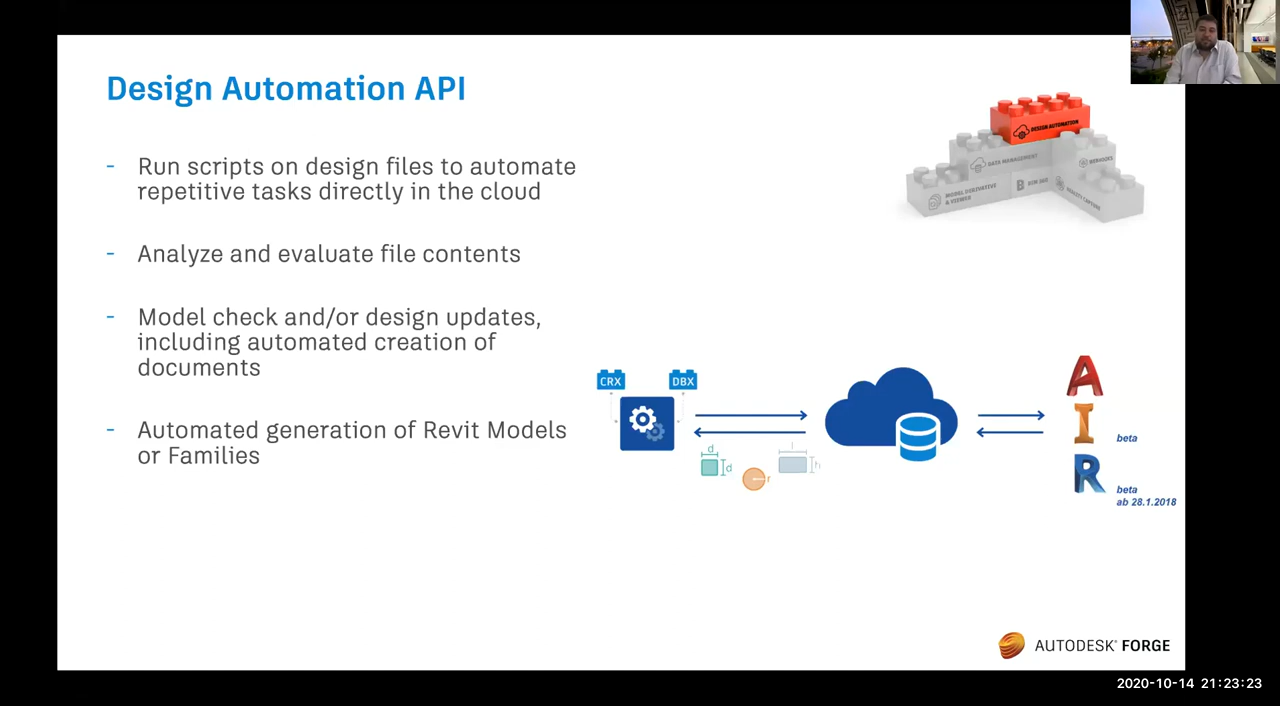 Design Automation API
- Run scripts on design files to automate
repetitive tasks directly in the cloud
- Analyze and evaluate file contents
- Model check and/or design updates,
including automated creation of
documents
- Automated generation of Revit Models
or Families
DESIGN AUTOMATION
DATA MANAGEMENT
WEBHOOKS
MODEL DERIVATIVE
& VIEWER
BIM 360
REALITY CAPTURE
CRX
DBX
d
d
r
l
h
A
I
beta
R
beta
ab 28.1.2018
AUTODESK® FORGE
2020-10-14 21:23:23